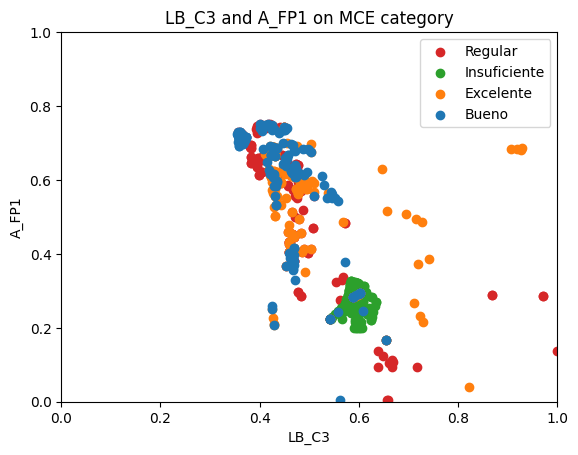 LB_C3 and A_FP1 on MCE category
Regular
Insuficiente
Excelente
Bueno
1.0
0.8
0.6
0.4
0.2
0.0
A_FP1
0.0 0.2 0.4 0.6 0.8 1.0
LB_C3